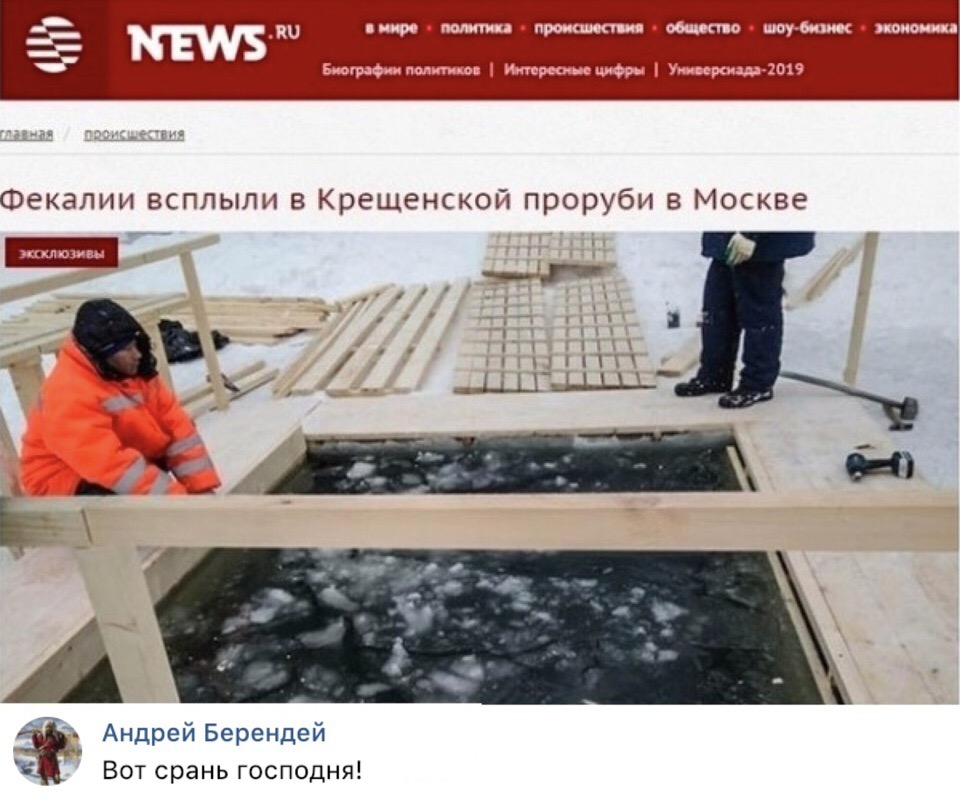 NEWS.RU
в мире • политика • происшествия • общество • шоу-бизнес • экономика
Биографии политиков | Интересные цифры | Универсиада-2019
главная / происшествия
Фекалии всплыли в Крещенской проруби в Москве
эксклюзивы
Андрей Берендей
Вот срань господня!